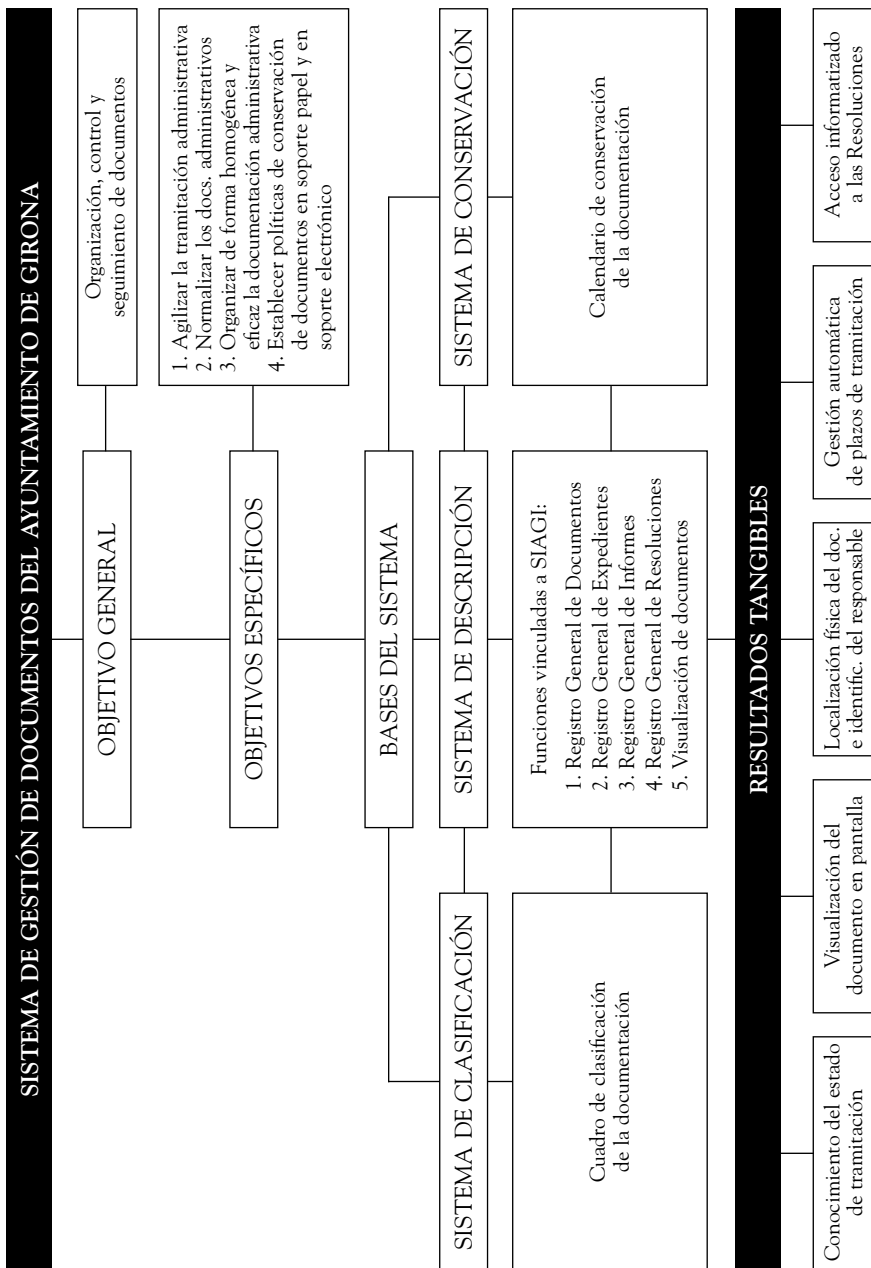 SISTEMA DE GESTIÓN DE DOCUMENTOS DEL AYUNTAMIENTO DE GIRONA
OBJETIVO GENERAL
Organización, control y
seguimiento de documentos
OBJETIVOS ESPECÍFICOS
1. Agilizar la tramitación administrativa
2. Normalizar los docs. administrativos
3. Organizar de forma homogénea y
eficaz la documentación administrativa
4. Establecer políticas de conservación
de documentos en soporte papel y en
soporte electrónico
BASES DEL SISTEMA
SISTEMA DE CLASIFICACIÓN
SISTEMA DE DESCRIPCIÓN
SISTEMA DE CONSERVACIÓN
Cuadro de clasificación
de la documentación
Funciones vinculadas a SIAGI:
1. Registro General de Documentos
2. Registro General de Expedientes
3. Registro General de Informes
4. Registro General de Resoluciones
5. Visualización de documentos
Calendario de conservación
de la documentación
RESULTADOS TANGIBLES
Conocimiento del estado
de tramitación
Visualización del
documento en pantalla
Localización física del doc.
e identific. del responsable
Gestión automática
de plazos de tramitación
Acceso informatizado
a las Resoluciones